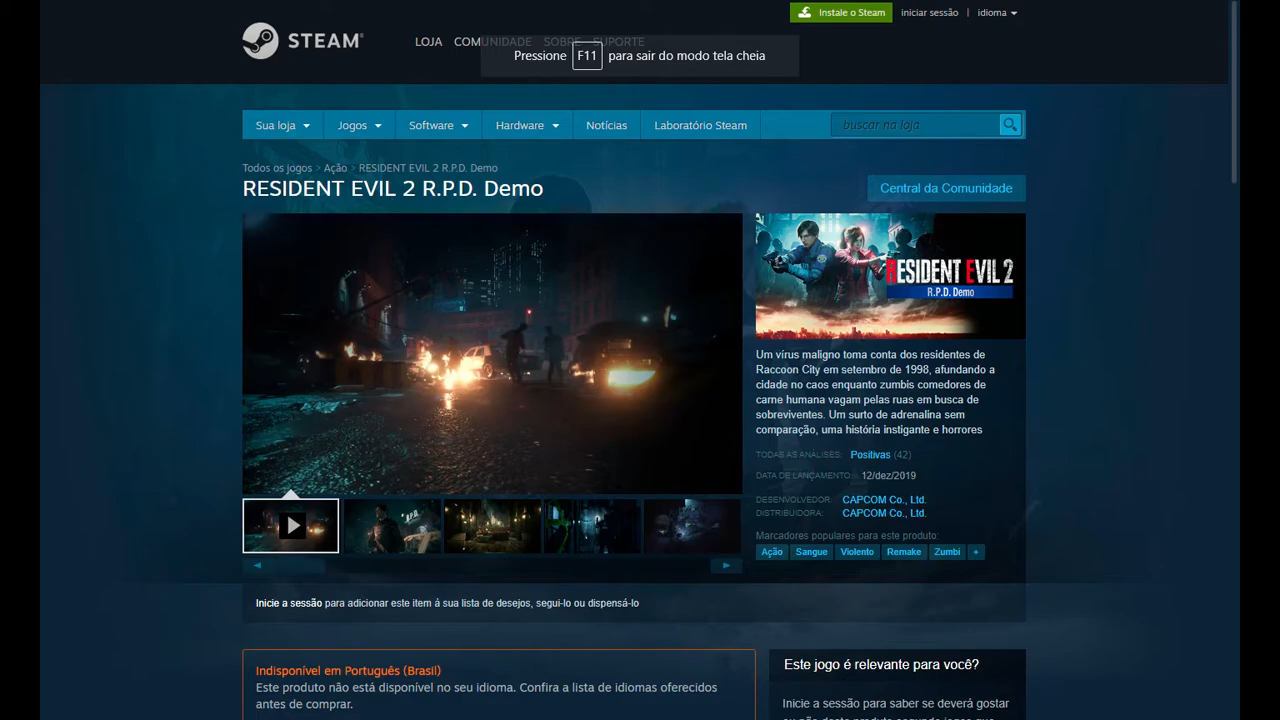 Instale o Steam
iniciar sessão | idioma
STEAM®
LOJA COMUNIDADE SOBRE SUPORTE
Pressione F11 para sair do modo tela cheia
Sua loja Jogos Software Hardware Notícias Laboratório Steam
buscar na loja
Todos os jogos > Ação > RESIDENT EVIL 2 R.P.D. Demo
RESIDENT EVIL 2 R.P.D. Demo
Central da Comunidade
RESIDENT EVIL 2
R.P.D. Demo
Um vírus maligno toma conta dos residentes de
Raccoon City em setembro de 1998, afundando a
cidade no caos enquanto zumbis comedores de
carne humana vagam pelas ruas em busca de
sobreviventes. Um surto de adrenalina sem
comparação, uma história instigante e horrores
TODAS AS ANÁLISES: Positivas (42)
DATA DE LANÇAMENTO: 12/dez/2019
DESENVOLVEDOR: CAPCOM Co., Ltd.
DISTRIBUIDORA: CAPCOM Co., Ltd.
Marcadores populares para este produto:
Ação Sangue Violento Remake Zumbi +
Inicie a sessão para adicionar este item à sua lista de desejos, segui-lo ou dispensá-lo
Indisponível em Português (Brasil)
Este produto não está disponível no seu idioma. Confira a lista de idiomas oferecidos
antes de comprar.
Este jogo é relevante para você?
Inicie a sessão para saber se deverá gostar